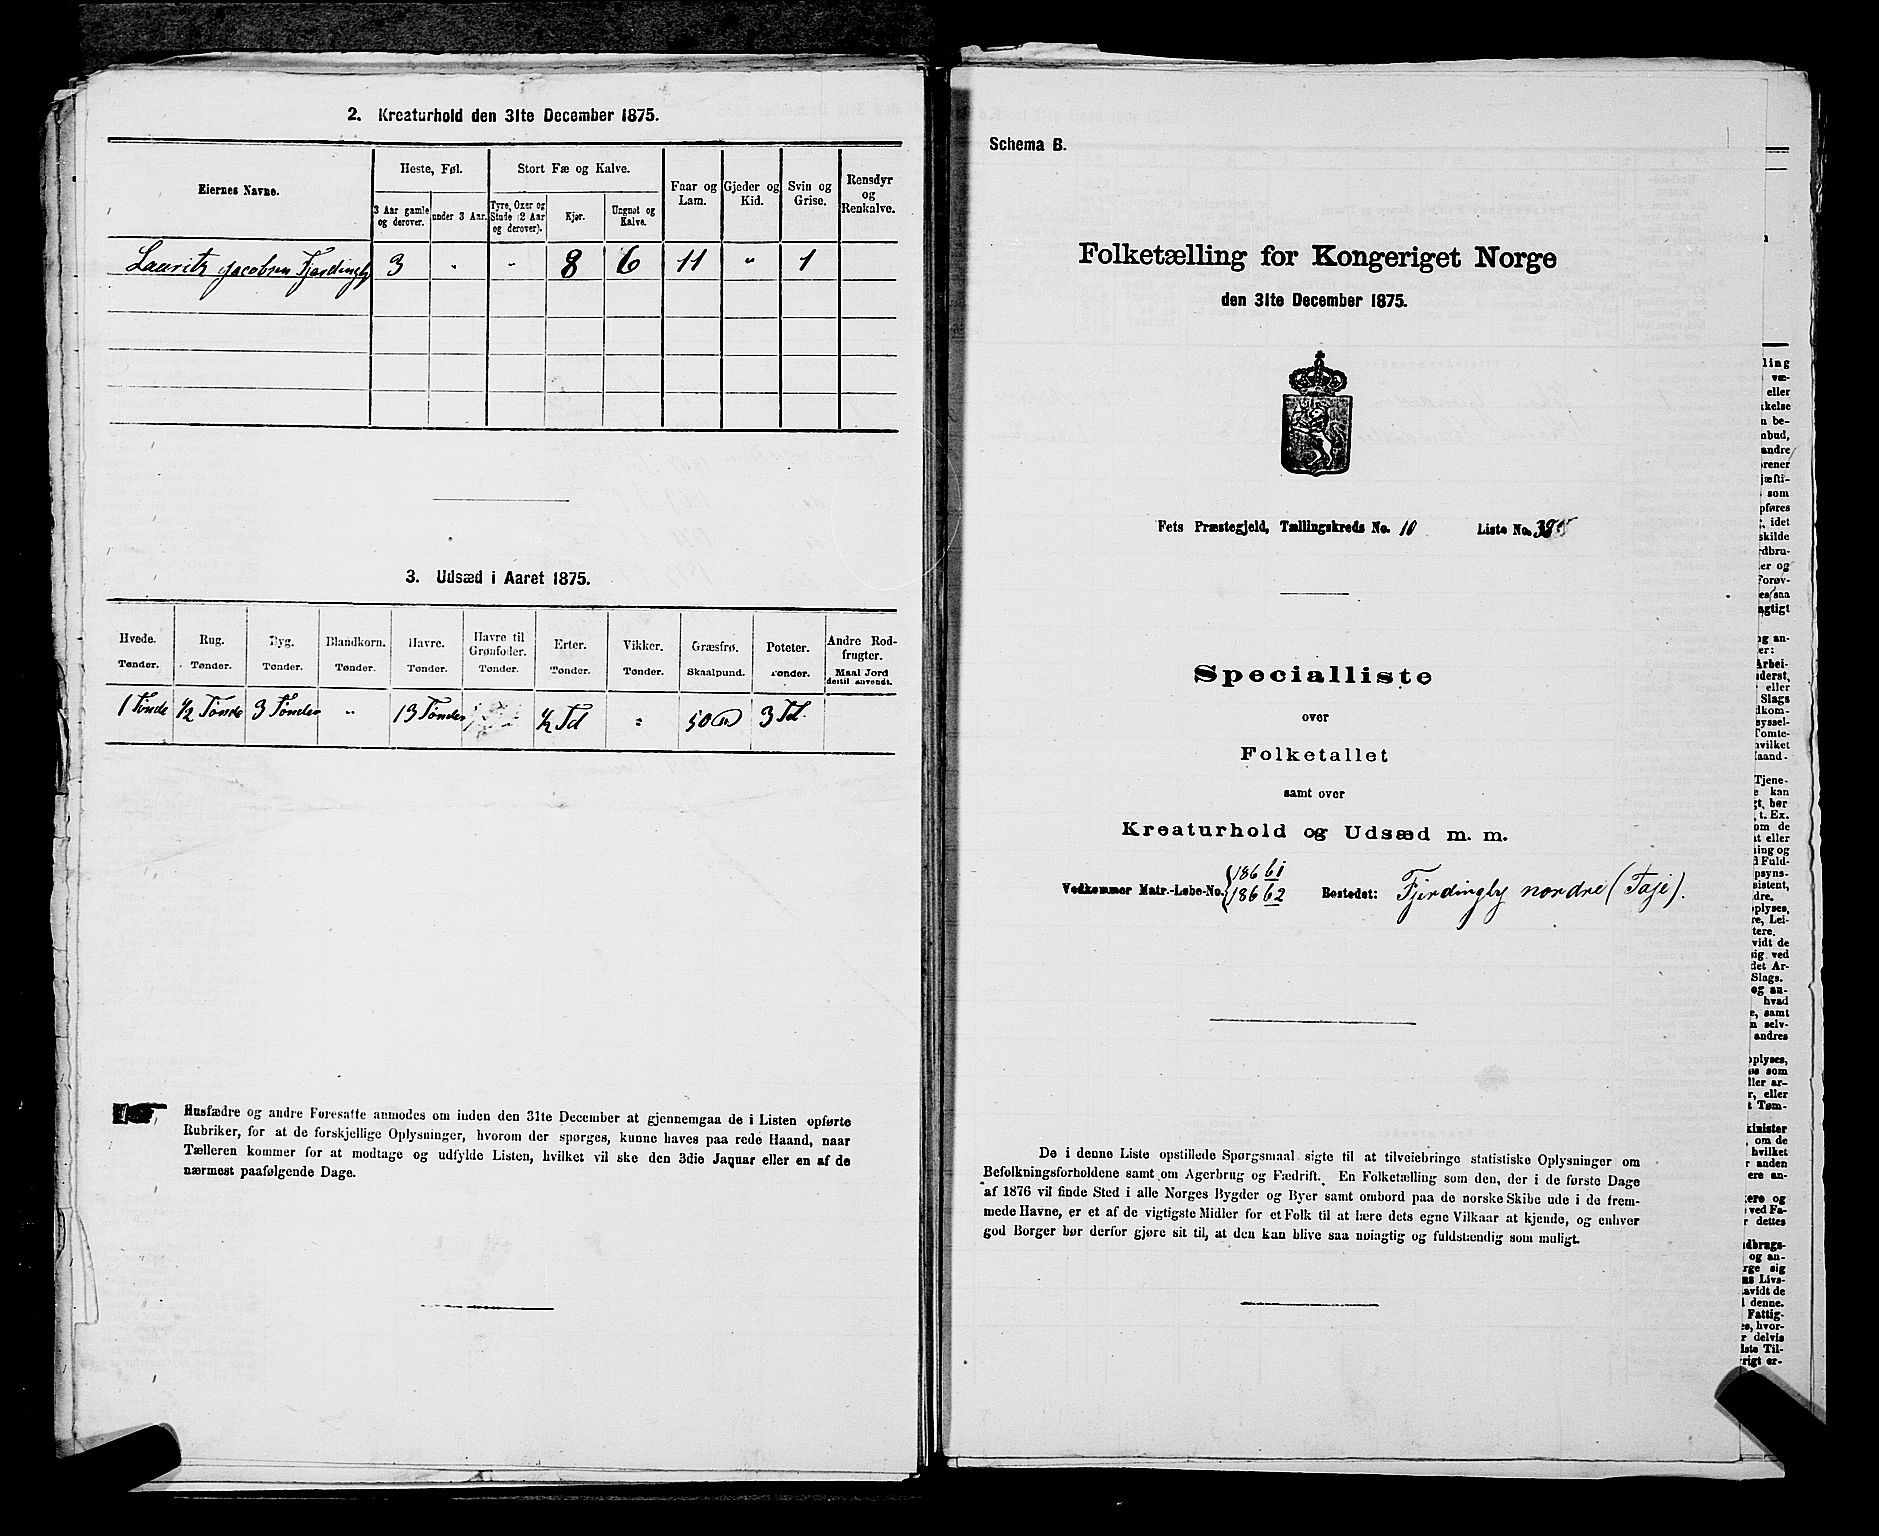 2. Kreaturhold den 31te December 1875.
Eiernes Navne.
Heste, Føl.
Stort Fæ og Kalve.
Faar og Lam.
Gjeder og Kid.
Svin og Grise.
Rensdyr og Renkalve.
3 Aar gamle og derover.
under 3 Aar.
Tyre, Oxer og Stude (2 Aar og derover).
Kjør.
Ungnøt og Kalve.
Lauritz Jacobsen Fjerdingby 3 " " 8 6 11 " 1
3. Udsæd i Aaret 1875.
Hvede. Rug. Byg. Blandkorn. Havre. Havre til Grønfoder. Erter. Vikker. Græsfrø. Poteter. Andre Rodfrugter.
Tønder. Tønder. Tønder. Tønder. Tønder. Tønder. Tønder. Tønder. Skaalpund. Tønder. Maal Jord dertil anvendt.
1 Tønde ½ Tønde 3 Tønder " 13 Tønder ½ Td " 50 3 Td.
Husfædre og andre Foresatte anmodes om inden den 31te December at gjennemgaa de i Listen opførte
Rubriker, for at de forskjellige Oplysninger, hvorom der spørges, kunne haves paa rede Haand, naar
Tælleren kommer for at modtage og udfylde Listen, hvilket vil ske den 3die Januar eller en af de
nærmest paafølgende Dage.
Schema B.
Folketælling for Kongeriget Norge
den 31te December 1875.
Fets Præstegjeld, Tællingskreds No. 10 Liste No.
Specialliste
over
Folketallet
samt over
Kreaturhold og Udsæd m. m.
Vedkommer Matr.-Løbe-No. {186 61
186 62 Bostedet: Fjerdingby nordre (Taje).
De i denne Liste opstillede Spørgsmaal sigte til at tilveiebringe statistiske Oplysninger om
Befolkningsforholdene samt om Agerbrug og Fædrift. En Folketælling som den, der i de første Dage
af 1876 vil finde Sted i alle Norges Bygder og Byer samt ombord paa de norske Skibe ude i de frem-
mede Havne, er et af de vigtigste Midler for et Folk til at lære dets egne Vilkaar at kjende, og enhver
god Borger bør derfor gjøre sit til, at den kan blive saa nøiagtig og fuldstændig som muligt.